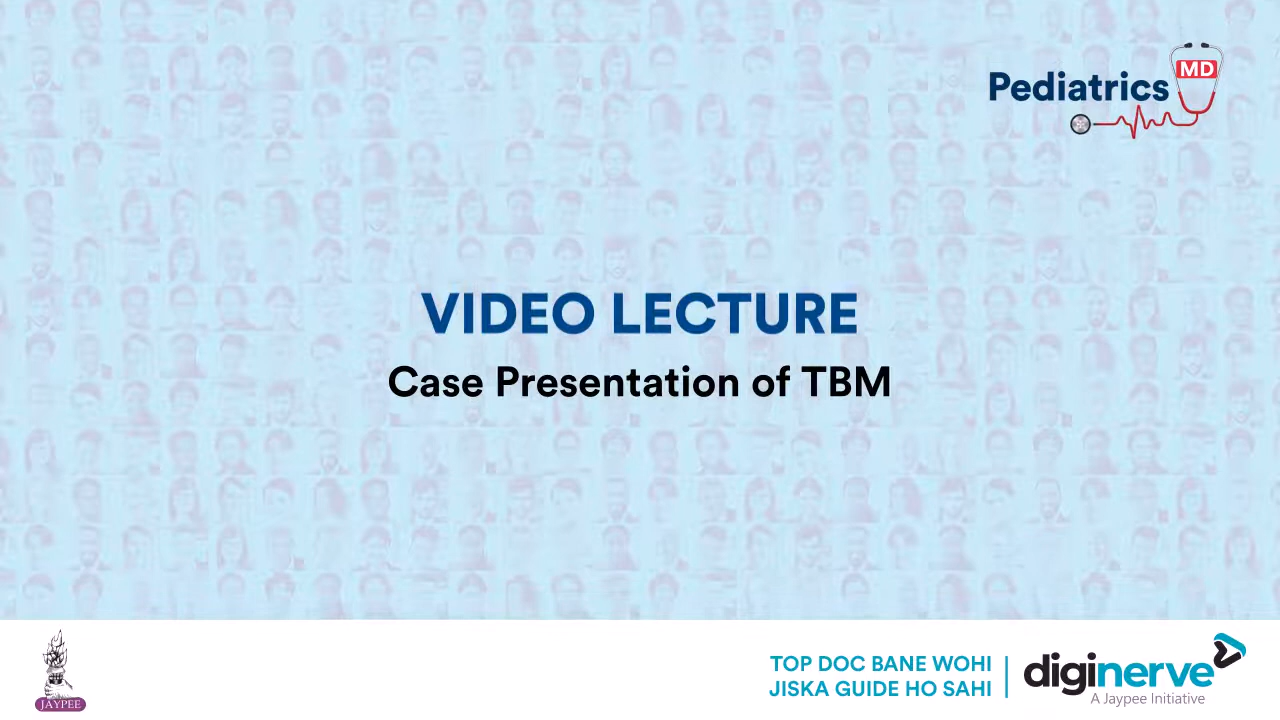 Pediatrics MD
VIDEO LECTURE
Case Presentation of TBM
JAYPEE
TOP DOC BANE WOHI
JISKA GUIDE HO SAHI
diginerve
A Jaypee Initiative